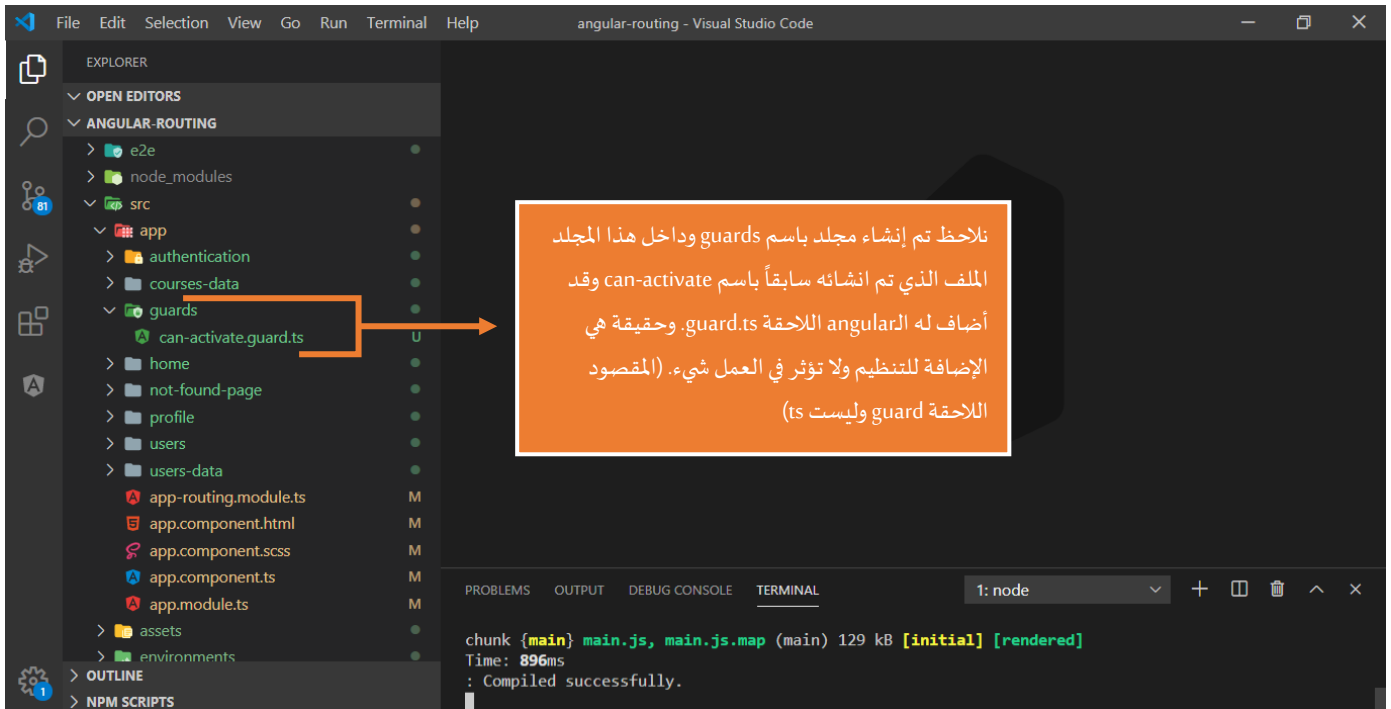 File Edit Selection View Go Run Terminal Help
angular-routing - Visual Studio Code
EXPLORER
OPEN EDITORS
ANGULAR-ROUTING
e2e
node_modules
src
app
authentication
courses-data
guards
can-activate.guard.ts U
home
not-found-page
profile
users
users-data
app-routing.module.ts M
app.component.html M
app.component.scss M
app.component.ts M
app.module.ts M
assets
environments
OUTLINE
NPM SCRIPTS
81
1
نلاحظ تم إنشاء مجلد باسم guards وداخل هذا المجلد
الملف الذي تم انشائه سابقاً باسم can-activate وقد
أضاف له الـangular اللاحقة guard.ts. وحقيقة هي
الإضافة للتنظيم ولا تؤثر في العمل شيء. (المقصود
اللاحقة guard وليست ts)
PROBLEMS OUTPUT DEBUG CONSOLE TERMINAL 1: node
chunk {main} main.js, main.js.map (main) 129 kB [initial] [rendered]
Time: 896ms
: Compiled successfully.